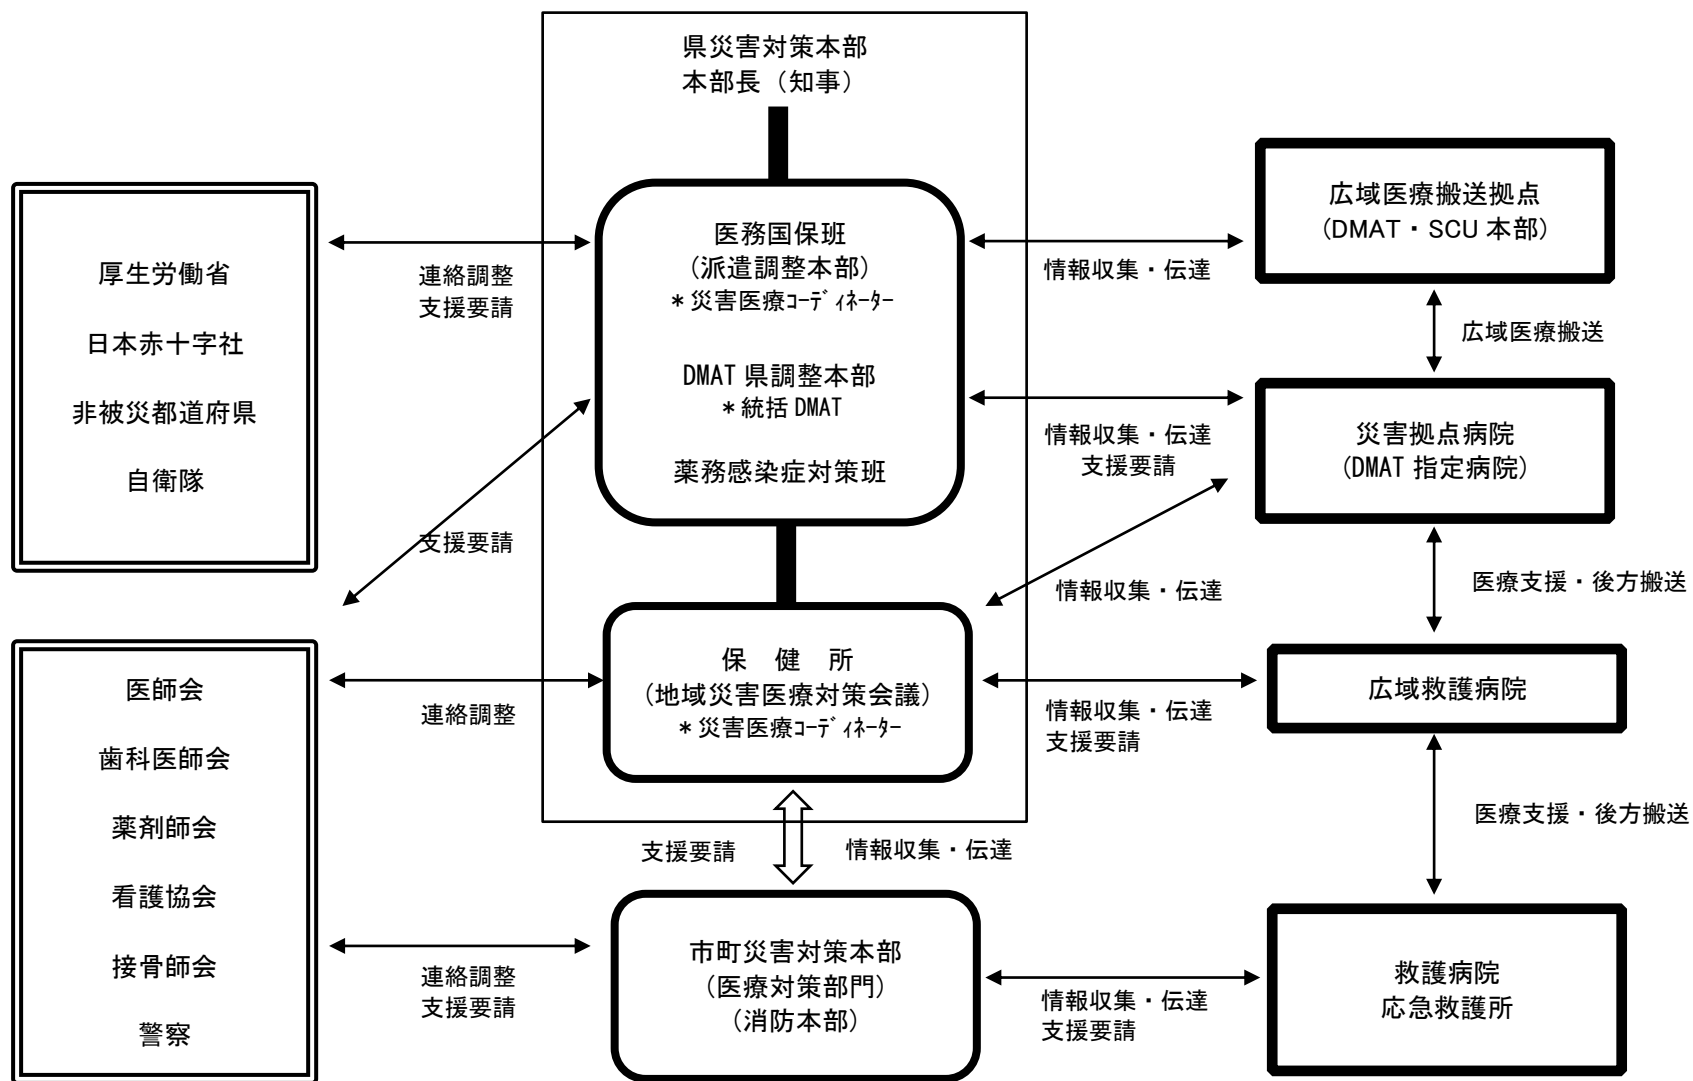 県災害対策本部
本部長（知事）
厚生労働省
日本赤十字社
非被災都道府県
自衛隊
連絡調整
支援要請
医務国保班
(派遣調整本部)
＊災害医療ｺｰﾃﾞｨﾈｰﾀｰ
DMAT 県調整本部
＊統括 DMAT
薬務感染症対策班
情報収集・伝達
広域医療搬送拠点
(DMAT・SCU 本部)
広域医療搬送
情報収集・伝達
支援要請
災害拠点病院
(DMAT 指定病院)
支援要請
情報収集・伝達
医療支援・後方搬送
医師会
歯科医師会
薬剤師会
看護協会
接骨師会
警察
連絡調整
保　健　所
(地域災害医療対策会議)
＊災害医療ｺｰﾃﾞｨﾈｰﾀｰ
情報収集・伝達
支援要請
広域救護病院
医療支援・後方搬送
支援要請
情報収集・伝達
連絡調整
支援要請
市町災害対策本部
(医療対策部門)
(消防本部)
情報収集・伝達
支援要請
救護病院
応急救護所